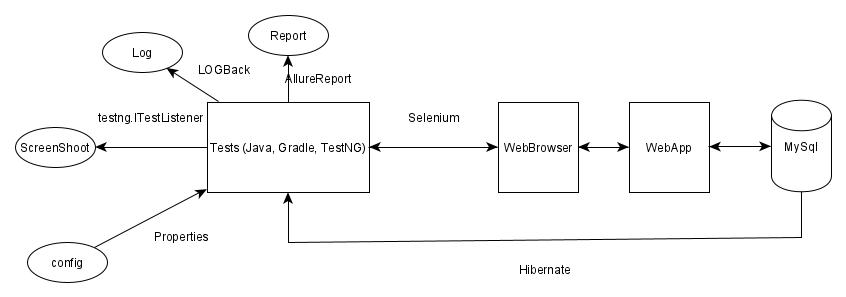 Report
Log
LOGBack
AllureReport
testng.ITestListener
Selenium
ScreenShoot
Tests (Java, Gradle, TestNG)
WebBrowser
WebApp
MySql
Properties
config
Hibernate